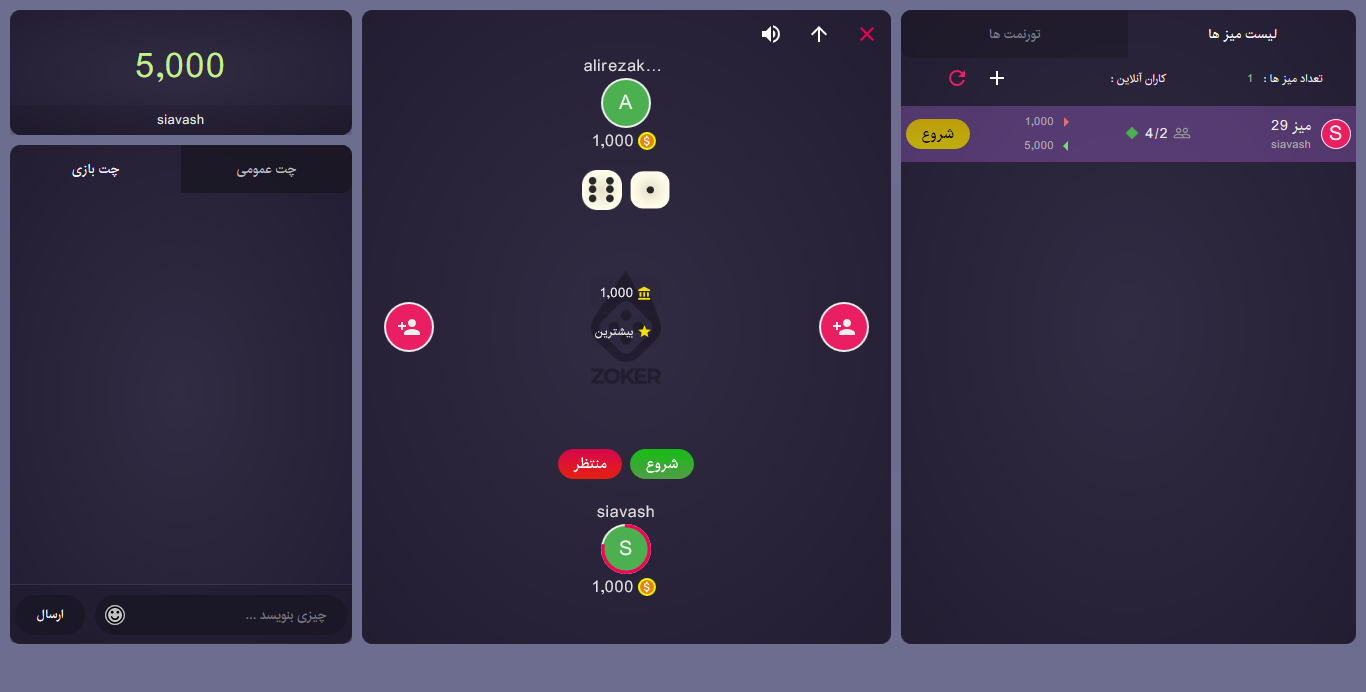 لیست میز ها
تورنمت ها
تعداد میز ها : 1
کاران آنلاین :
S
میز 29
siavash
4/2
1,000
5,000
شروع
alirezak...
A
1,000
1,000
بیشترین
ZOKER
شروع
منتظر
siavash
S
1,000
5,000
siavash
چت عمومی
چت بازی
چیزی بنویسد ...
ارسال